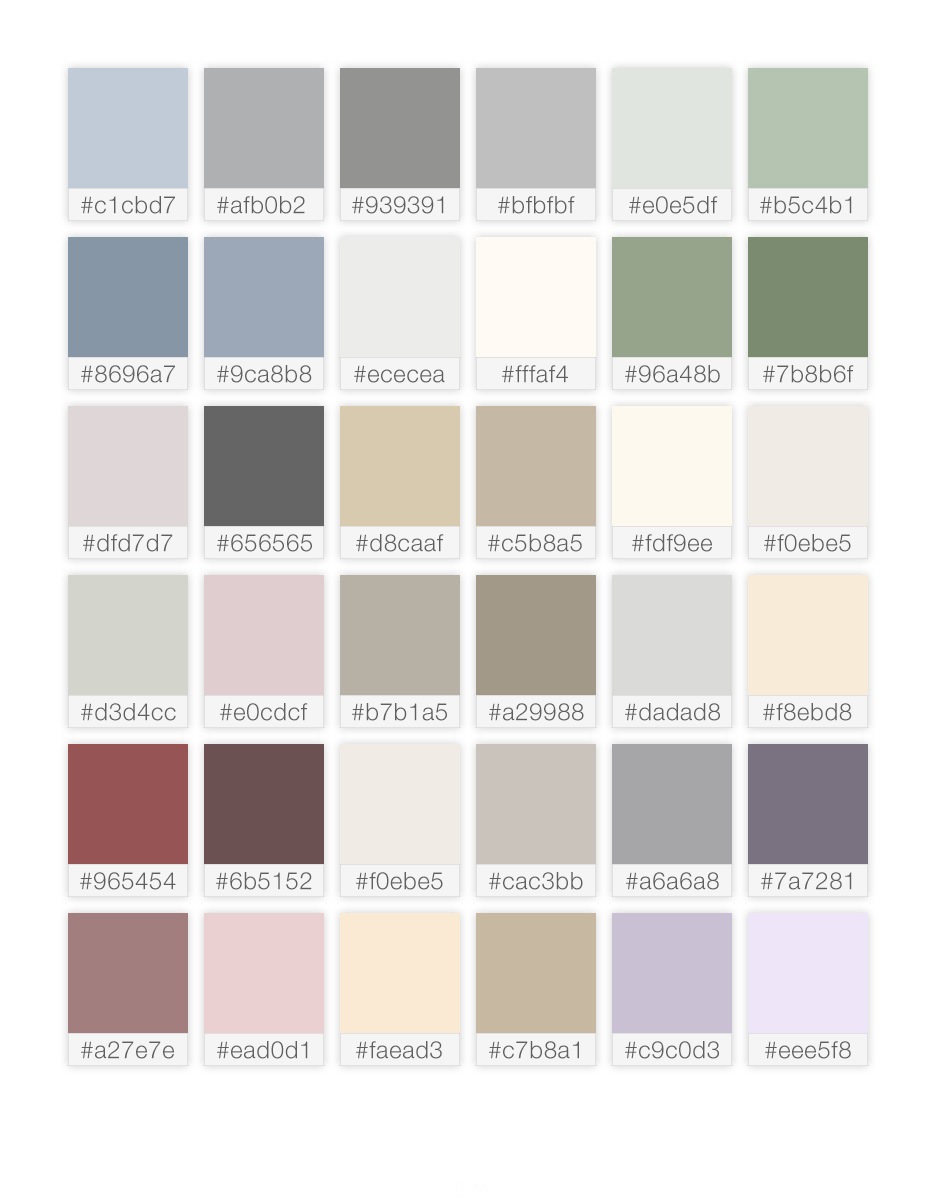 #c1cbd7 #afb0b2 #939391 #bfbfbf #e0e5df #b5c4b1
#8696a7 #9ca8b8 #ececea #fffaf4 #96a48b #7b8b6f
#dfd7d7 #656565 #d8caaf #c5b8a5 #fdf9ee #f0ebe5
#d3d4cc #e0cdcf #b7b1a5 #a29988 #dadad8 #f8ebd8
#965454 #6b5152 #f0ebe5 #cac3bb #a6a6a8 #7a7281
#a27e7e #ead0d1 #faead3 #c7b8a1 #c9c0d3 #eee5f8